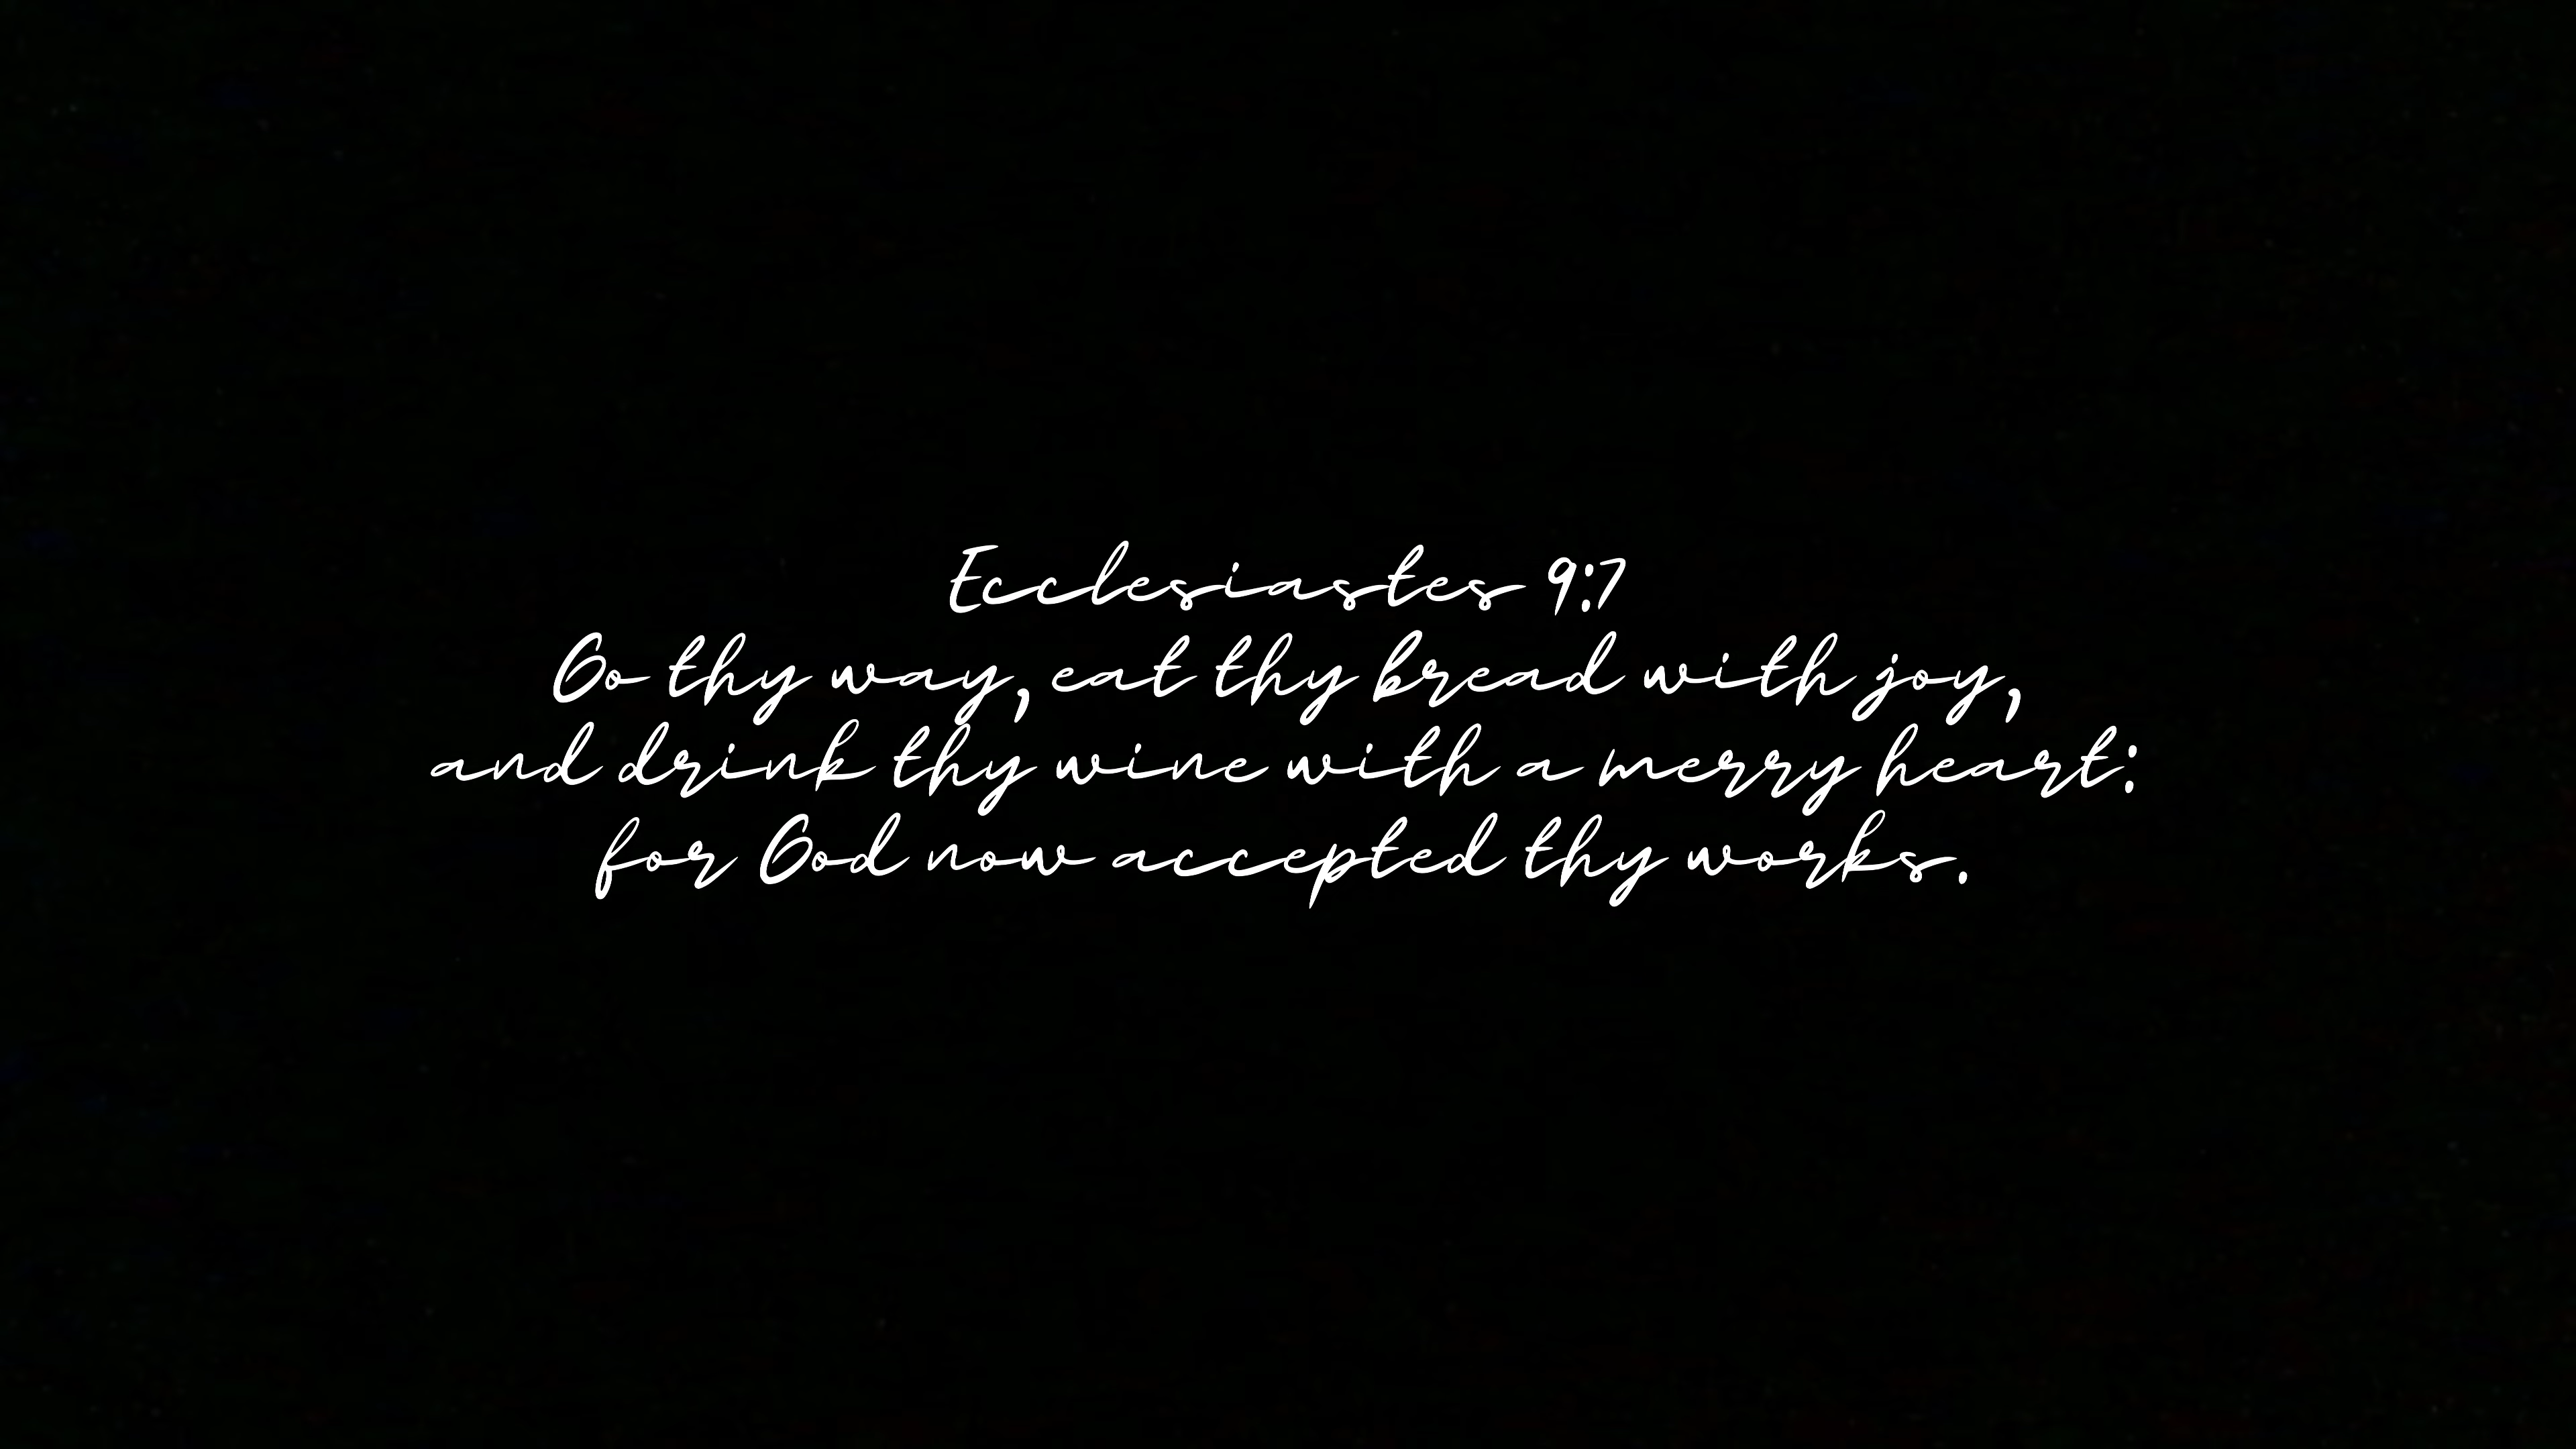 Ecclesiastes 9:7
Go thy way, eat thy bread with joy,
and drink thy wine with a merry heart:
for God now accepted thy works.